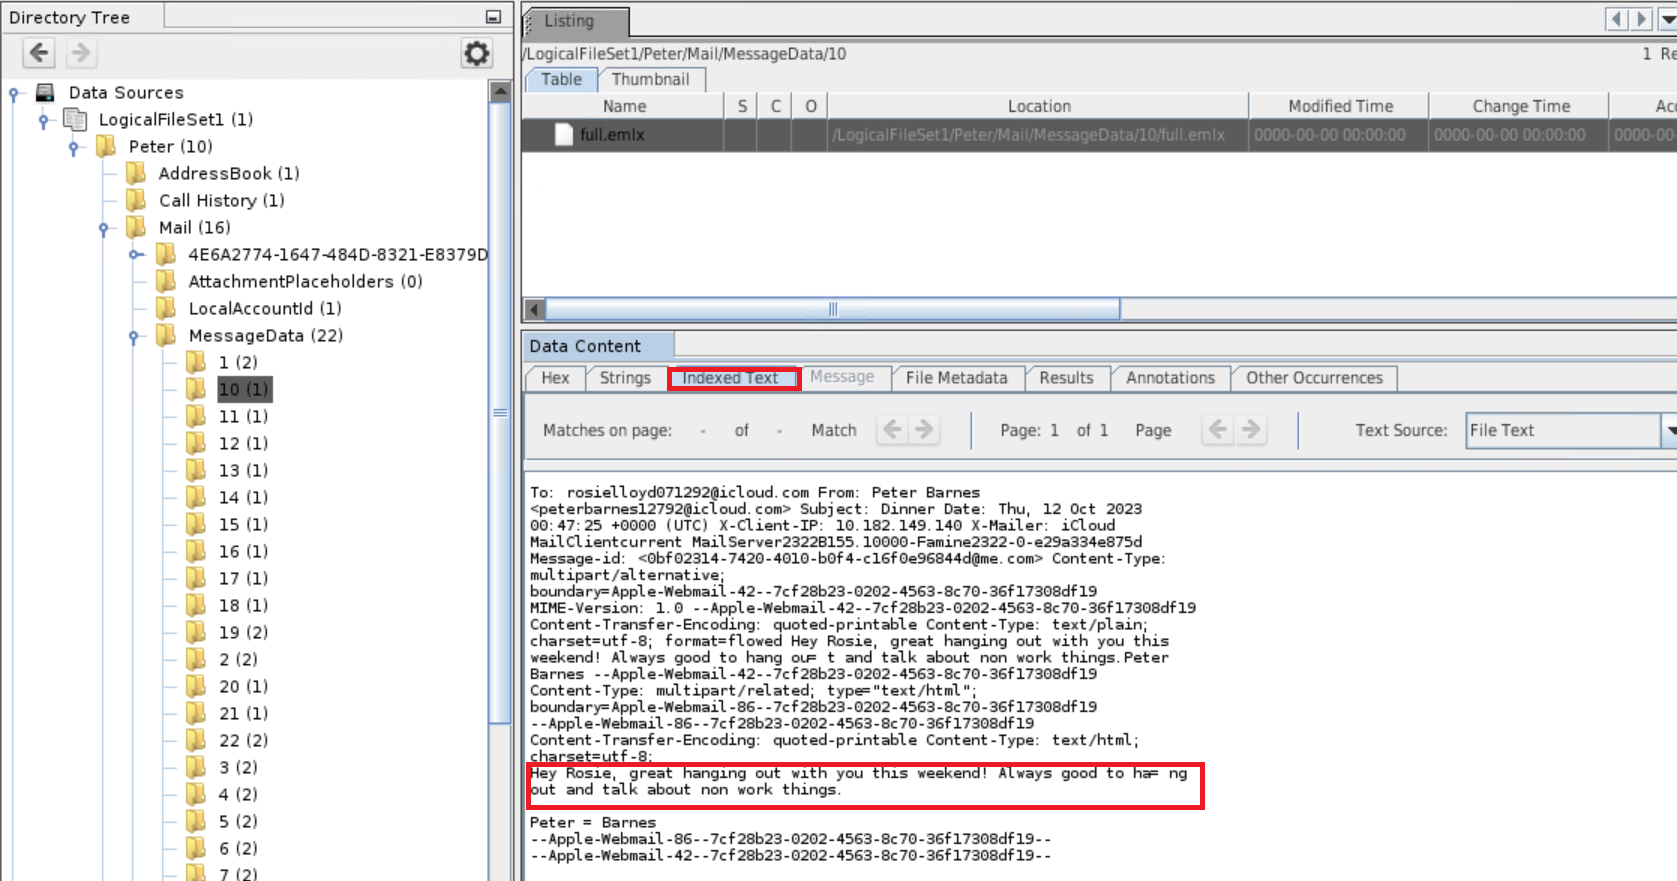 Directory Tree
Data Sources
LogicalFileSet1 (1)
Peter (10)
AddressBook (1)
Call History (1)
Mail (16)
4E6A2774-1647-484D-8321-E8379D
AttachmentPlaceholders (0)
LocalAccountId (1)
MessageData (22)
1 (2)
10 (1)
11 (1)
12 (1)
13 (1)
14 (1)
15 (1)
16 (1)
17 (1)
18 (1)
19 (2)
2 (2)
20 (1)
21 (1)
22 (2)
3 (2)
4 (2)
5 (2)
6 (2)
7 (2)
Listing
/LogicalFileSet1/Peter/Mail/MessageData/10
1 Re
Table Thumbnail
Name S C O Location Modified Time Change Time Acc
full.emlx /LogicalFileSet1/Peter/Mail/MessageData/10/full.emlx 0000-00-00 00:00:00 0000-00-00 00:00:00 0000-00
Data Content
Hex Strings Indexed Text Message File Metadata Results Annotations Other Occurrences
Matches on page: - of - Match Page: 1 of 1 Page Text Source: File Text
To: rosielloyd071292@icloud.com From: Peter Barnes
<peterbarnes12792@icloud.com> Subject: Dinner Date: Thu, 12 Oct 2023
00:47:25 +0000 (UTC) X-Client-IP: 10.182.149.140 X-Mailer: iCloud
MailClientcurrent MailServer2322B155.10000-Famine2322-0-e29a334e875d
Message-id: <0bf02314-7420-4010-b0f4-c16f0e96844d@me.com> Content-Type:
multipart/alternative;
boundary=Apple-Webmail-42--7cf28b23-0202-4563-8c70-36f17308df19
MIME-Version: 1.0 --Apple-Webmail-42--7cf28b23-0202-4563-8c70-36f17308df19
Content-Transfer-Encoding: quoted-printable Content-Type: text/plain;
charset=utf-8; format=flowed Hey Rosie, great hanging out with you this
weekend! Always good to hang ou= t and talk about non work things.Peter
Barnes --Apple-Webmail-42--7cf28b23-0202-4563-8c70-36f17308df19
Content-Type: multipart/related; type="text/html";
boundary=Apple-Webmail-86--7cf28b23-0202-4563-8c70-36f17308df19
--Apple-Webmail-86--7cf28b23-0202-4563-8c70-36f17308df19
Content-Transfer-Encoding: quoted-printable Content-Type: text/html;
charset=utf-8;
Hey Rosie, great hanging out with you this weekend! Always good to ha= ng
out and talk about non work things.
Peter = Barnes
--Apple-Webmail-86--7cf28b23-0202-4563-8c70-36f17308df19--
--Apple-Webmail-42--7cf28b23-0202-4563-8c70-36f17308df19--